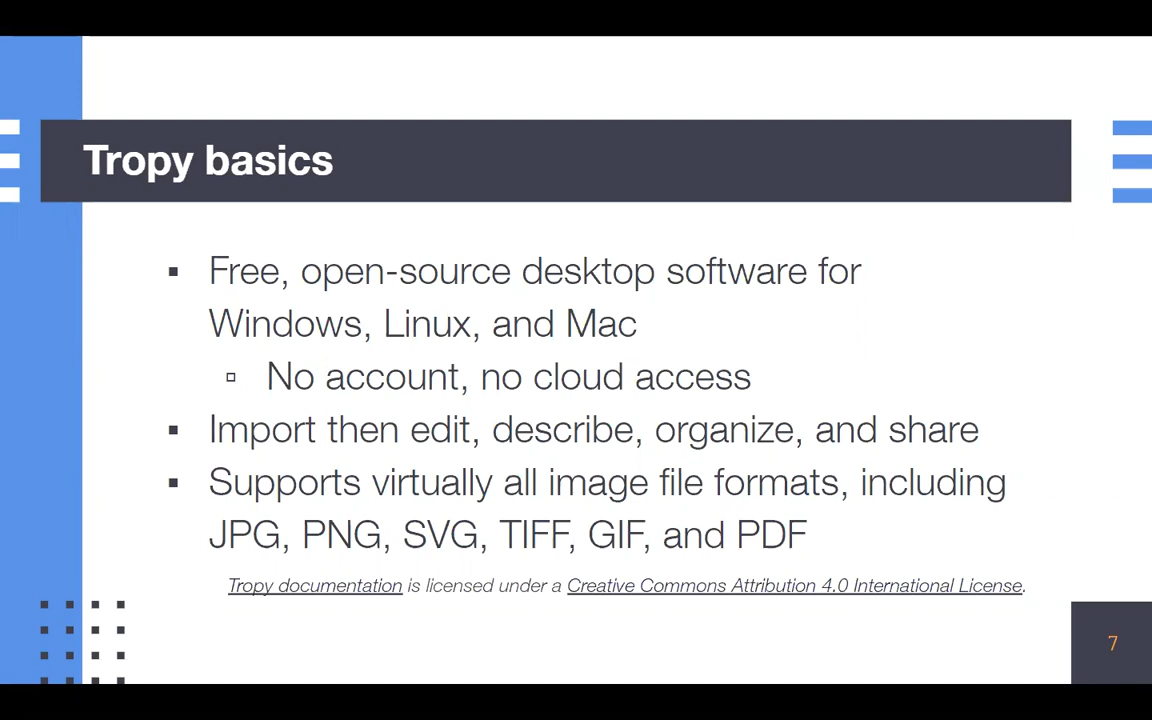 Tropy basics
▪ Free, open-source desktop software for
Windows, Linux, and Mac
▫ No account, no cloud access
▪ Import then edit, describe, organize, and share
▪ Supports virtually all image file formats, including
JPG, PNG, SVG, TIFF, GIF, and PDF
Tropy documentation is licensed under a Creative Commons Attribution 4.0 International License.
7